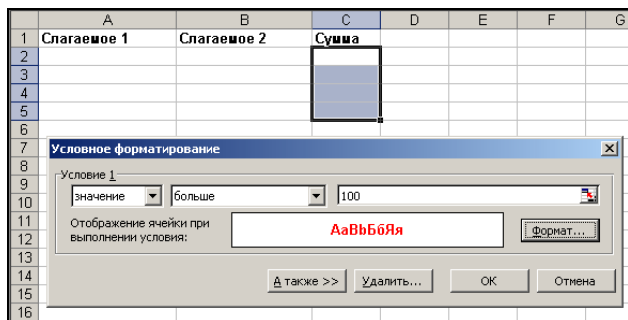 A B C D E F G
1 Слагаемое 1 Слагаемое 2 Сумма
2
3
4
5
6
7 Условное форматирование
8 Условие 1
9
10 значение больше 100
11 Отображение ячейки при
12 выполнении условия: АаВbБбЯя Формат...
13
14 А также >> Удалить... ОК Отмена
15
16